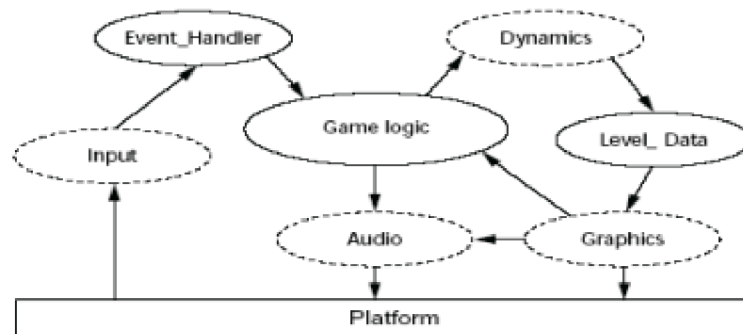 Event_Handler
Dynamics
Game logic
Input
Level_ Data
Audio
Graphics
Platform